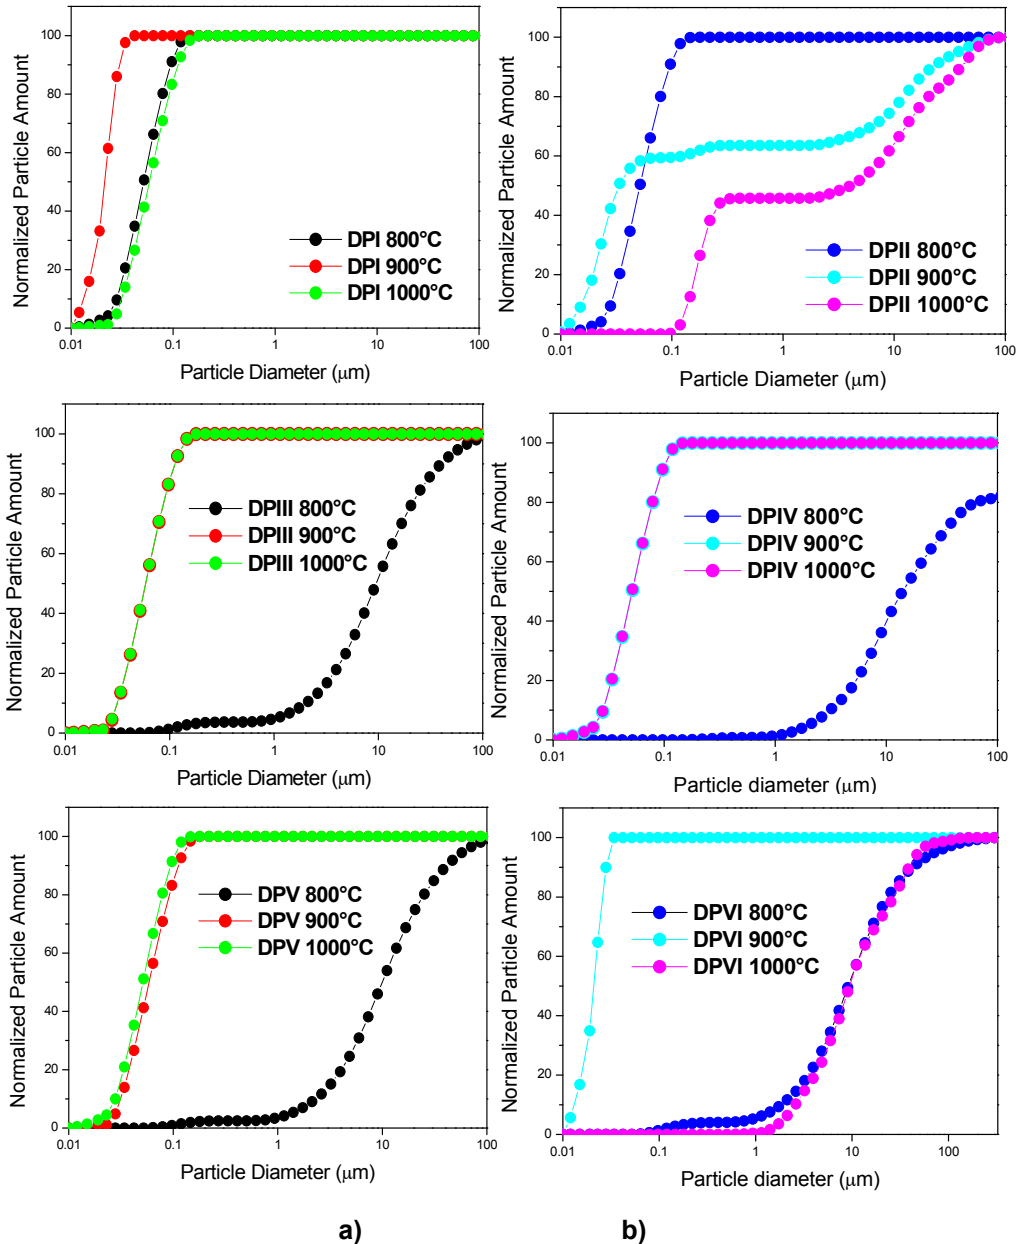 Normalized Particle Amount
100
80
60
40
20
0
DPI 800°C
DPI 900°C
DPI 1000°C
0.01 0.1 1 10 100
Particle Diameter (μm)
Normalized Particle Amount
100
80
60
40
20
0
DPII 800°C
DPII 900°C
DPII 1000°C
0.01 0.1 1 10 100
Particle Diameter (μm)
Normalized Particle Amount
100
80
60
40
20
0
DPIII 800°C
DPIII 900°C
DPIII 1000°C
0.01 0.1 1 10 100
Particle Diameter (μm)
Normalized Particle Amount
100
80
60
40
20
0
DPIV 800°C
DPIV 900°C
DPIV 1000°C
0.01 0.1 1 10 100
Particle diameter (μm)
Normalized Particle Amount
100
80
60
40
20
0
DPV 800°C
DPV 900°C
DPV 1000°C
0.01 0.1 1 10 100
Particle Diameter (μm)
Normalized Particle Amount
100
80
60
40
20
0
DPVI 800°C
DPVI 900°C
DPVI 1000°C
0.01 0.1 1 10 100
Particle diameter (μm)
a) b)